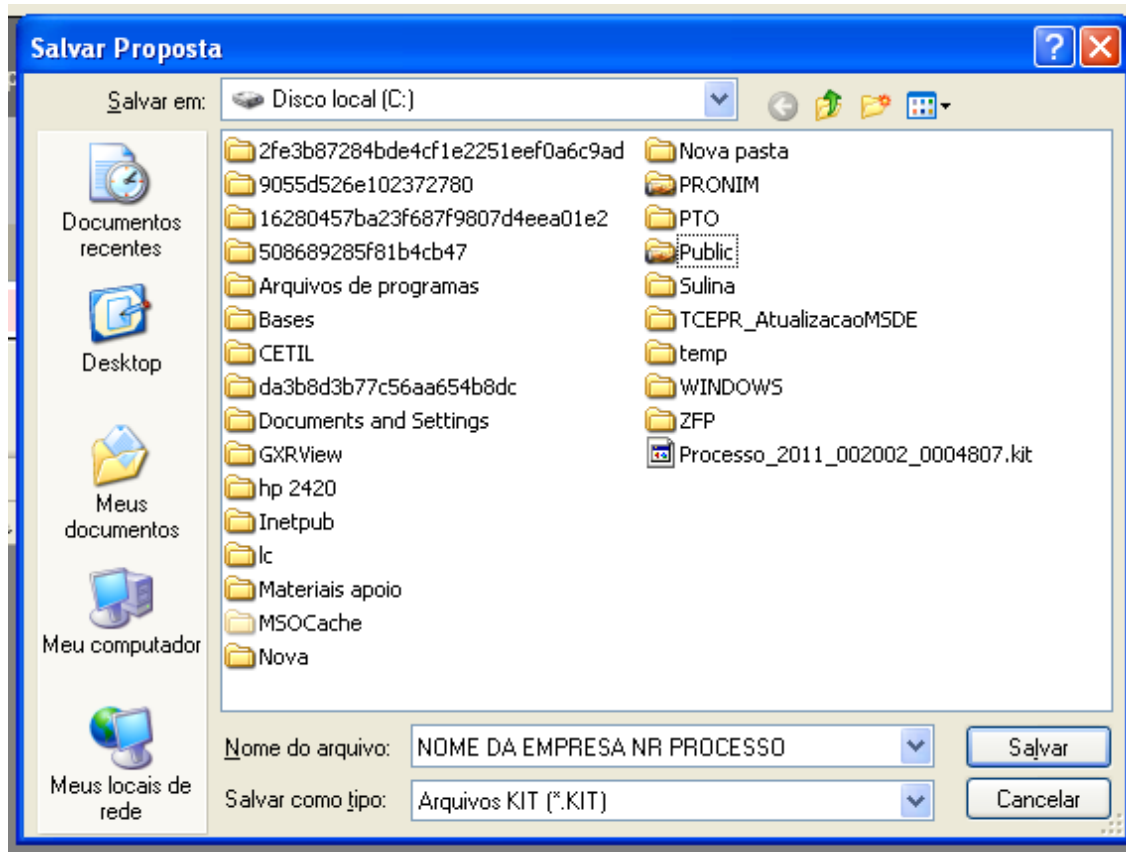 Salvar Proposta
Salvar em:
Disco local (C:)
Documentos
recentes
Desktop
Meus
documentos
Meu computador
Meus locais de
rede
2fe3b87284bde4cf1e2251eef0a6c9ad
9055d526e102372780
16280457ba23f687f9807d4eea01e2
508689285f81b4cb47
Arquivos de programas
Bases
CETIL
da3b8d3b77c56aa654b8dc
Documents and Settings
GXRView
hp 2420
Inetpub
lc
Materiais apoio
MSOCache
Nova
Nova pasta
PRONIM
PTO
Public
Sulina
TCEPR_AtualizacaoMSDE
temp
WINDOWS
ZFP
Processo_2011_002002_0004807.kit
Nome do arquivo:
NOME DA EMPRESA NR PROCESSO
Salvar
Salvar como tipo:
Arquivos KIT (*.KIT)
Cancelar